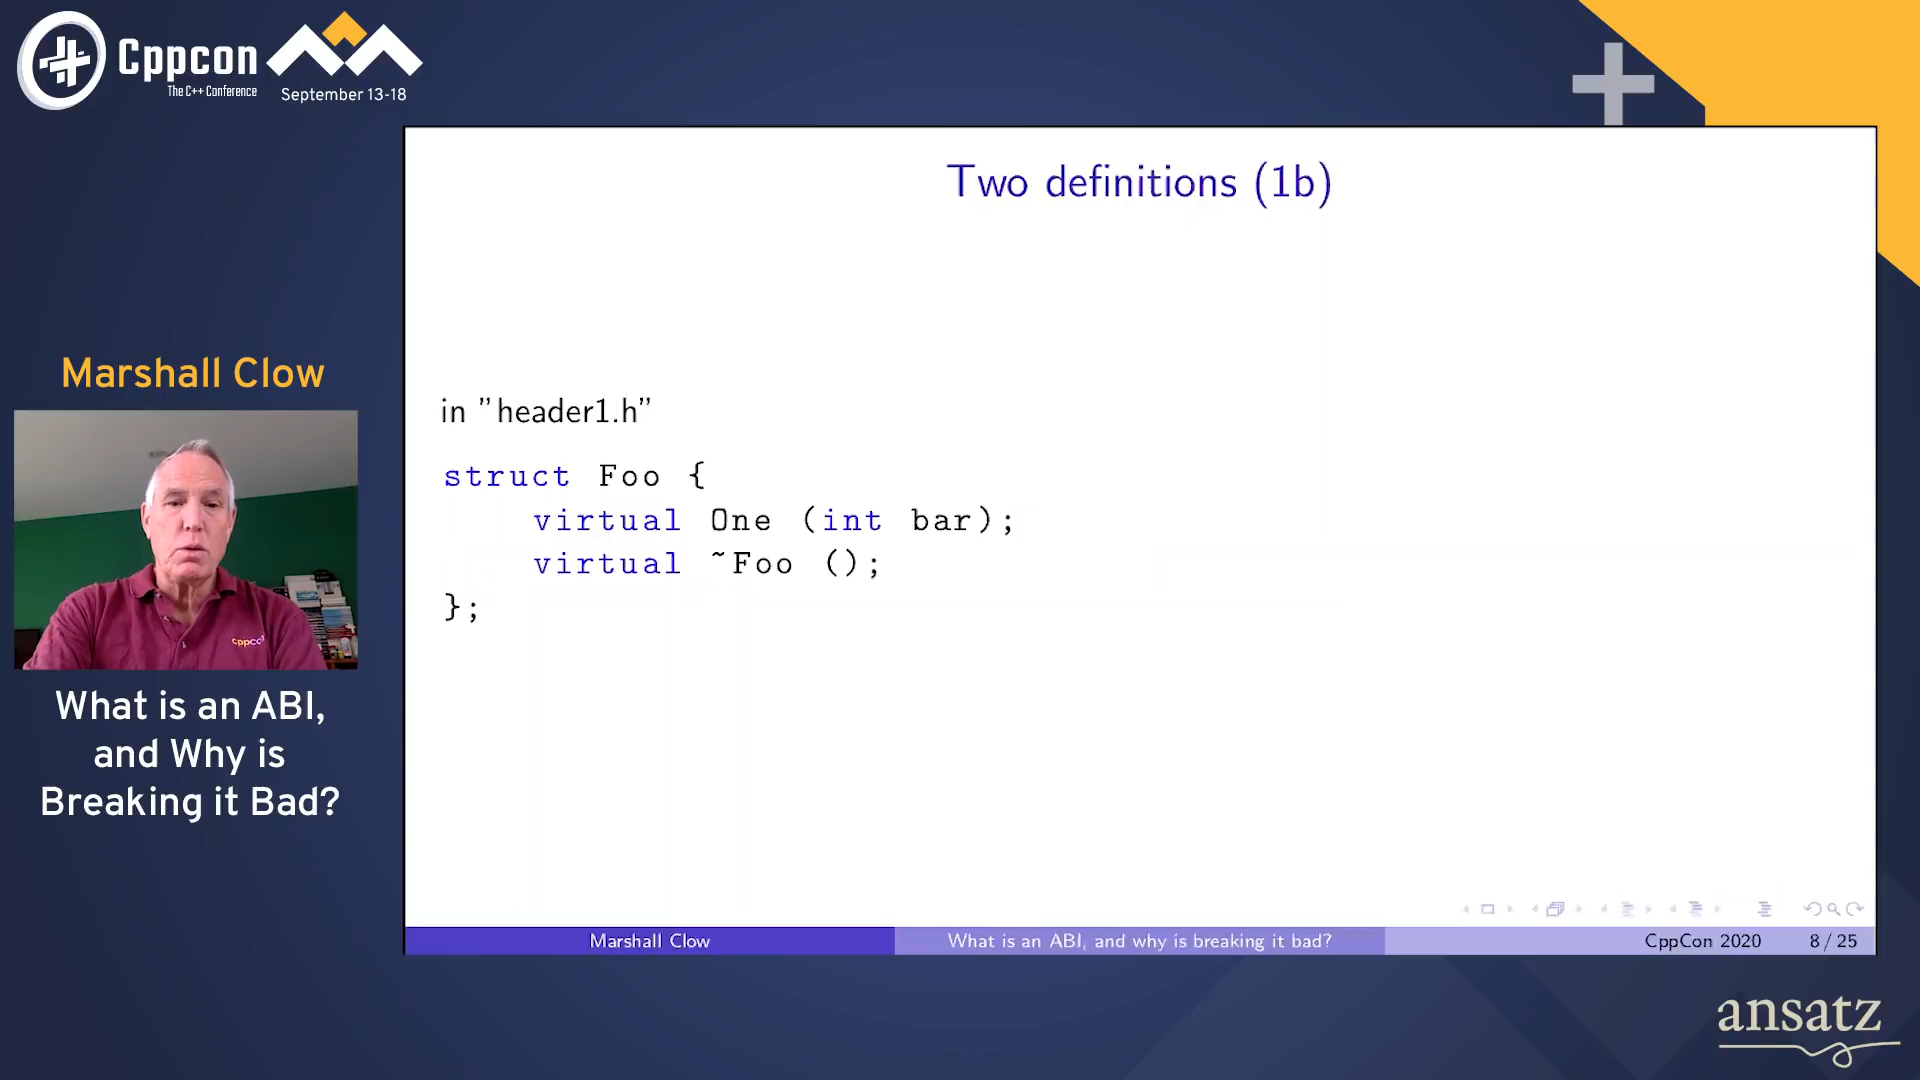 Cppcon
The C++ Conference
September 13-18
Marshall Clow
cppcon
What is an ABI,
and Why is
Breaking it Bad?
Two definitions (1b)
in "header1.h"
struct Foo {
    virtual One (int bar);
    virtual ~Foo ();
};
Marshall Clow
What is an ABI, and why is breaking it bad?
CppCon 2020
8 / 25
ansatz